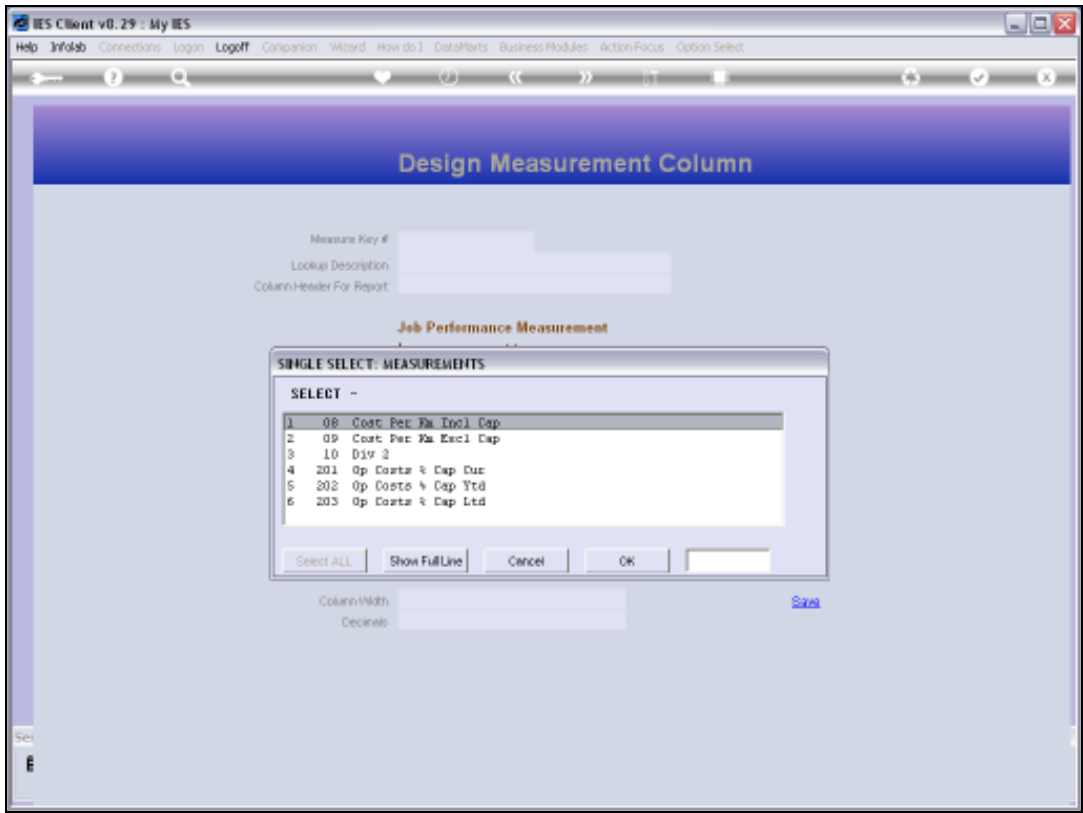 IES Client v8.29 : My IES
Help Infolab Connections Logon Logoff Companion Wizard How do I DataMarts Business Modules Action Focus Option Select
Design Measurement Column
Measure Key #
Lookup Description
Column Header For Report
Job Performance Measurement
SINGLE SELECT: MEASUREMENTS
SELECT -
1 08 Cost Per Km Incl Cap
2 09 Cost Per Km Excl Cap
3 10 Div 2
4 201 Op Costs % Cap Cur
5 202 Op Costs % Cap Ytd
6 203 Op Costs % Cap Ltd
Select ALL Show Full Line Cancel OK
Column Width
Save
Decimals